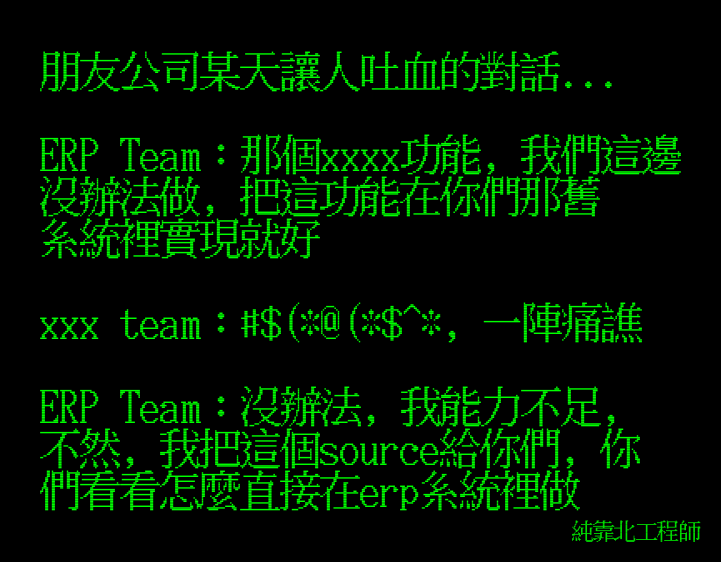 朋友公司某天讓人吐血的對話...
ERP Team：那個xxxx功能, 我們這邊
沒辦法做, 把這功能在你們那舊
系統裡實現就好
xxx team：#$(*@(*$^*, 一陣痛譙
ERP Team：沒辦法, 我能力不足,
不然, 我把這個source給你們, 你
們看看怎麼直接在erp系統裡做
純靠北工程師